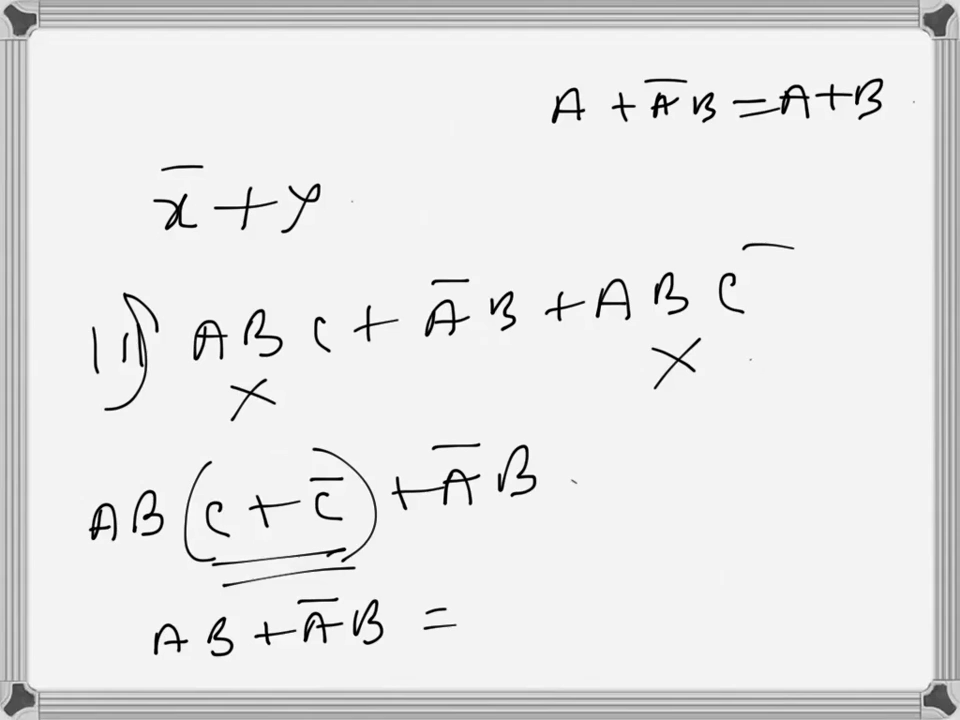 A + A̅B = A+B
x̅ + y
ii) ABC + A̅B + ABC̅
x x
AB(C + C̅) + A̅B
AB + A̅B =